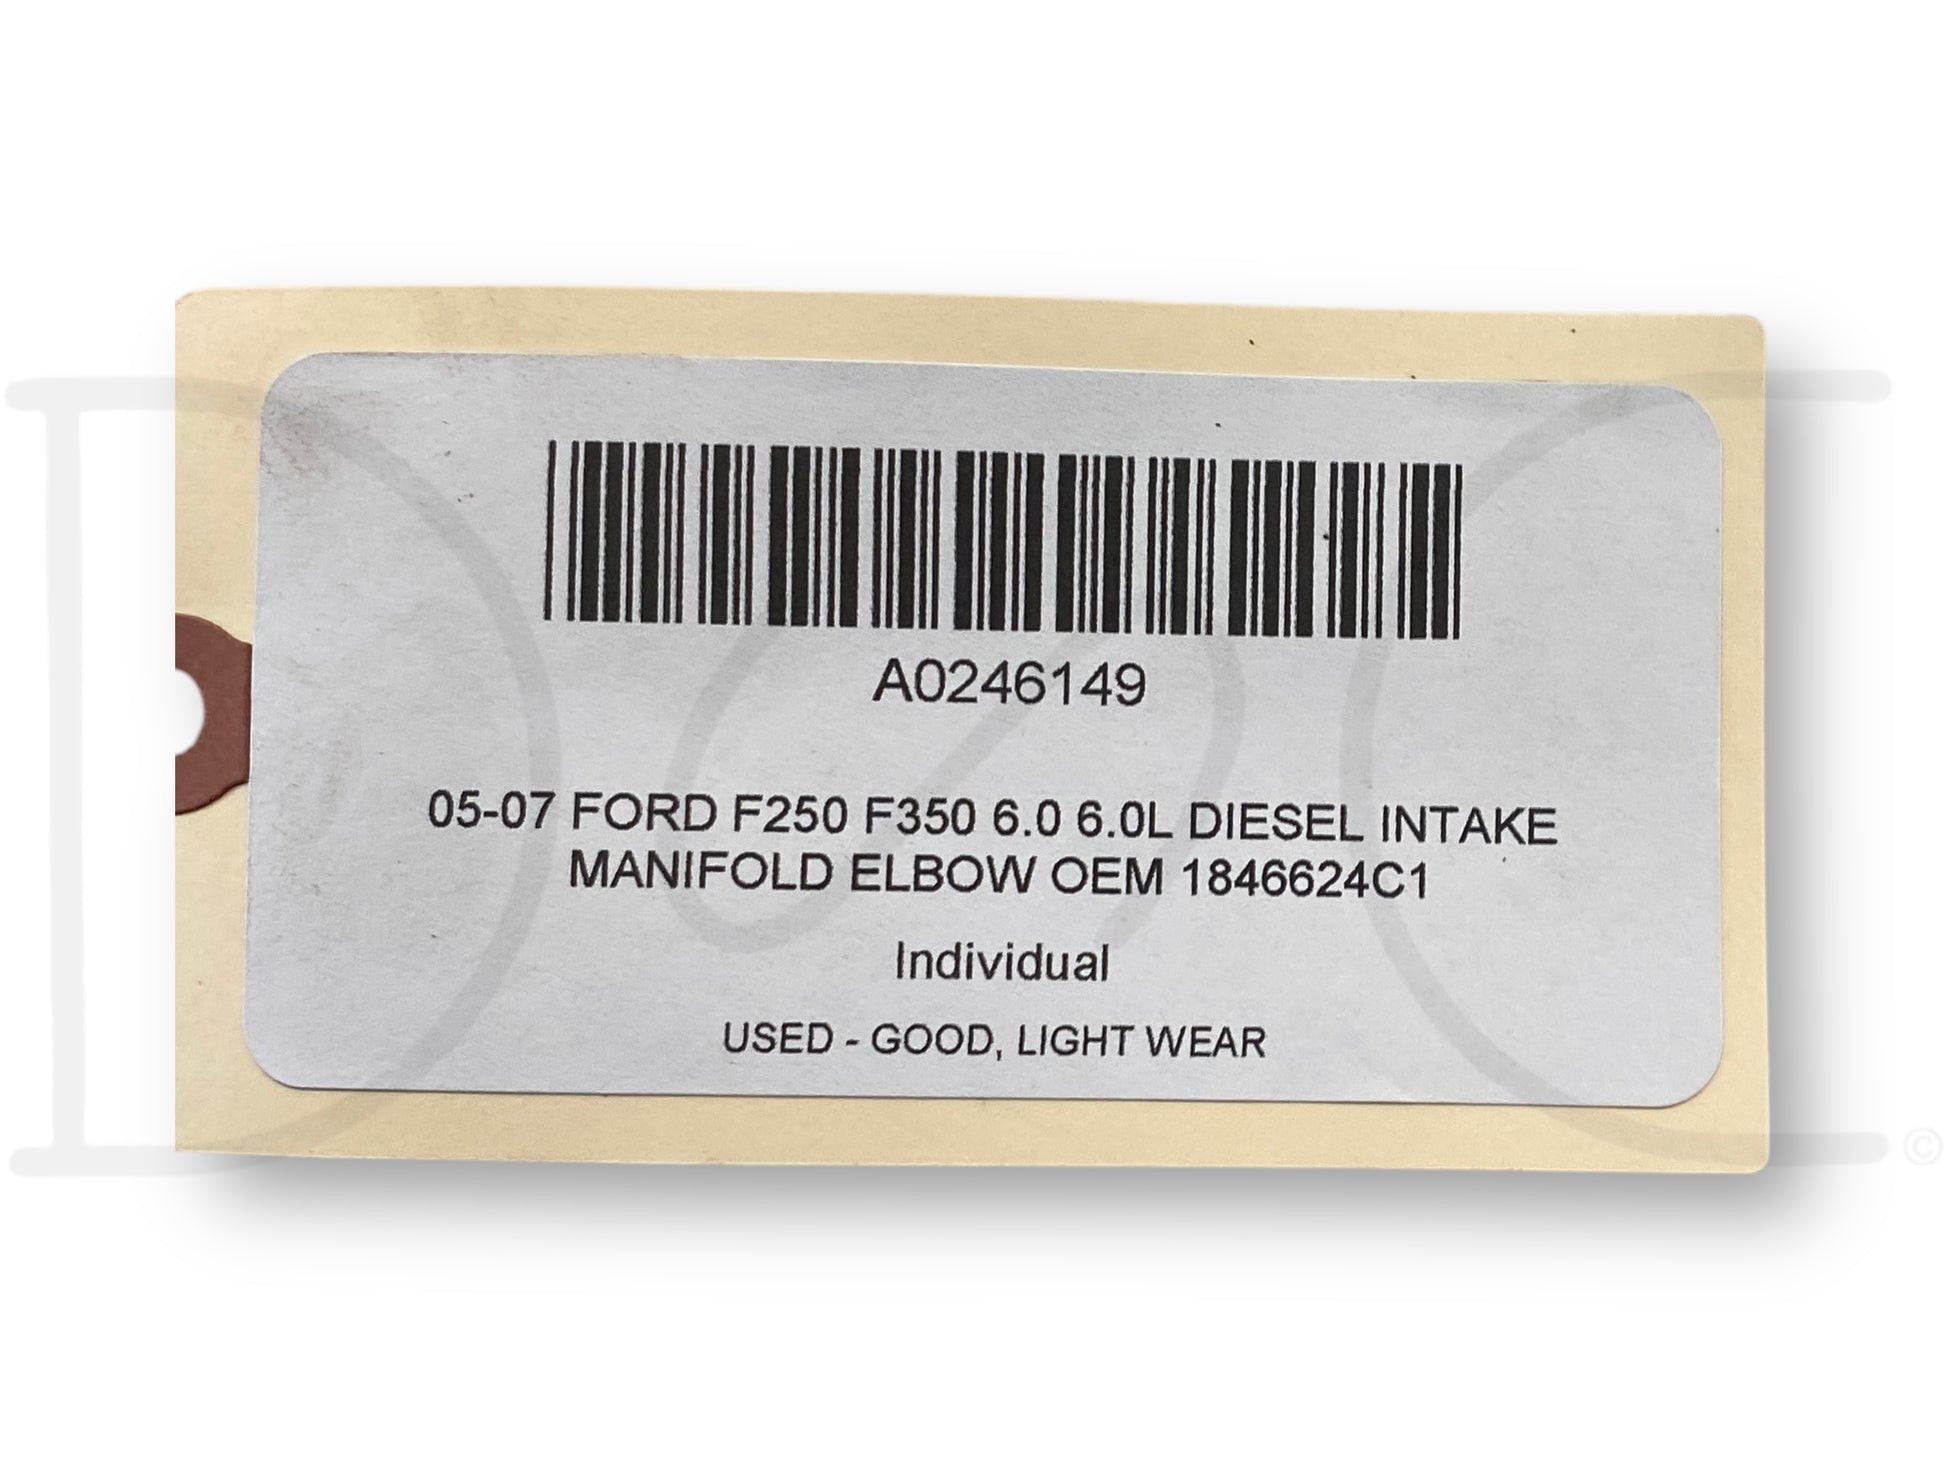 A0246149
05-07 FORD F250 F350 6.0 6.0L DIESEL INTAKE
MANIFOLD ELBOW OEM 1846624C1
Individual
USED - GOOD, LIGHT WEAR
©